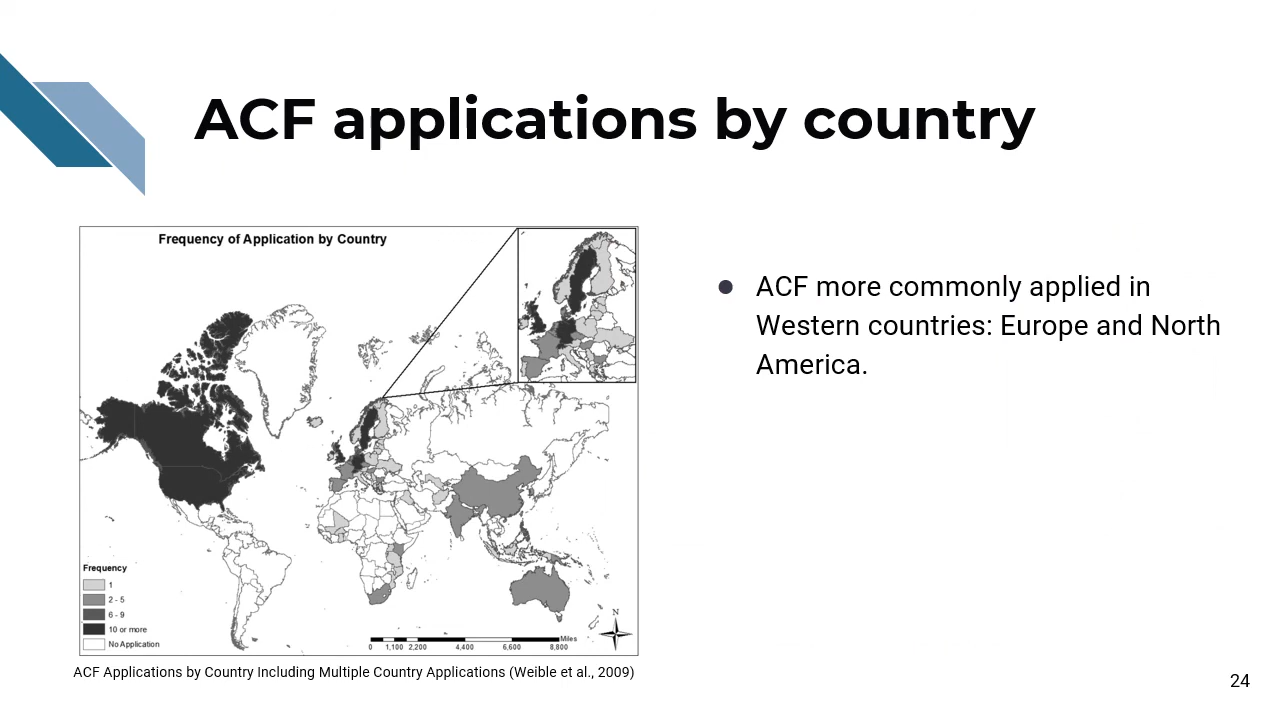 ACF applications by country
Frequency of Application by Country
Frequency
1
2 - 5
6 - 9
10 or more
No Application
N
Miles
0 1,100 2,200 4,400 6,600 8,800
ACF Applications by Country Including Multiple Country Applications (Weible et al., 2009)
● ACF more commonly applied in
Western countries: Europe and North
America.
24